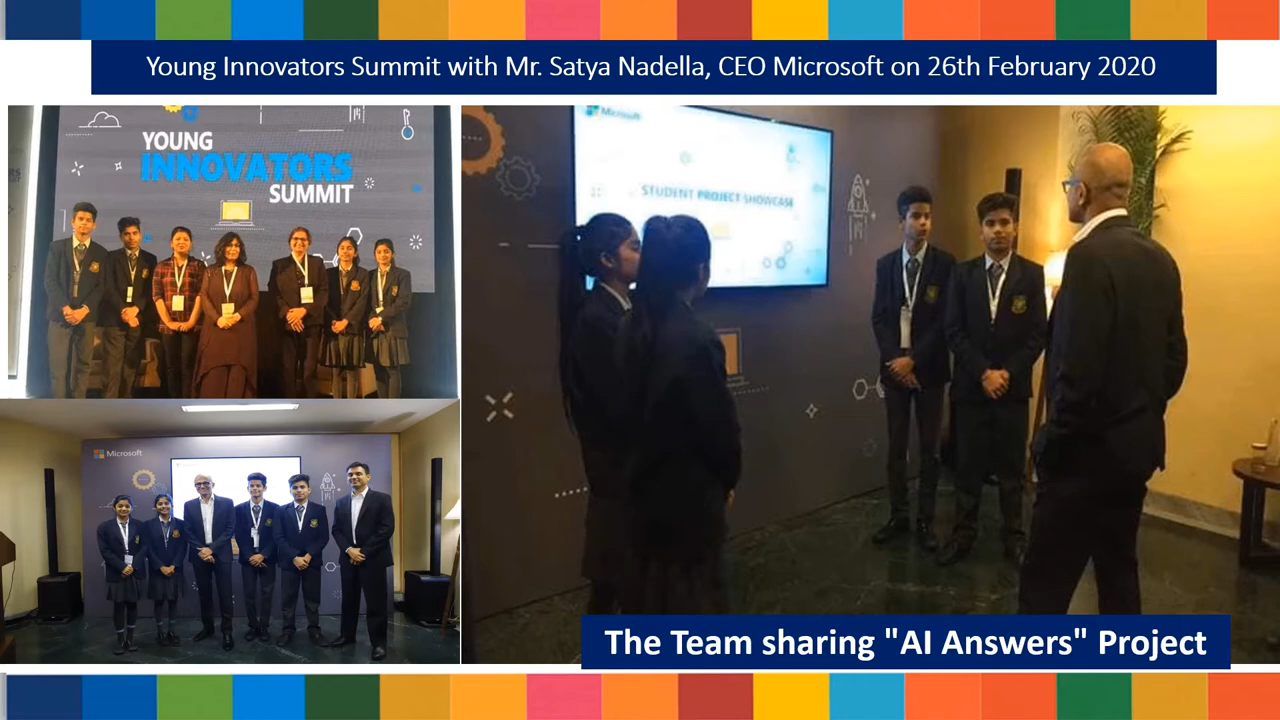 Young Innovators Summit with Mr. Satya Nadella, CEO Microsoft on 26th February 2020
YOUNG
INNOVATORS
SUMMIT
Microsoft
STUDENT PROJECT SHOWCASE
Microsoft
The Team sharing "AI Answers" Project